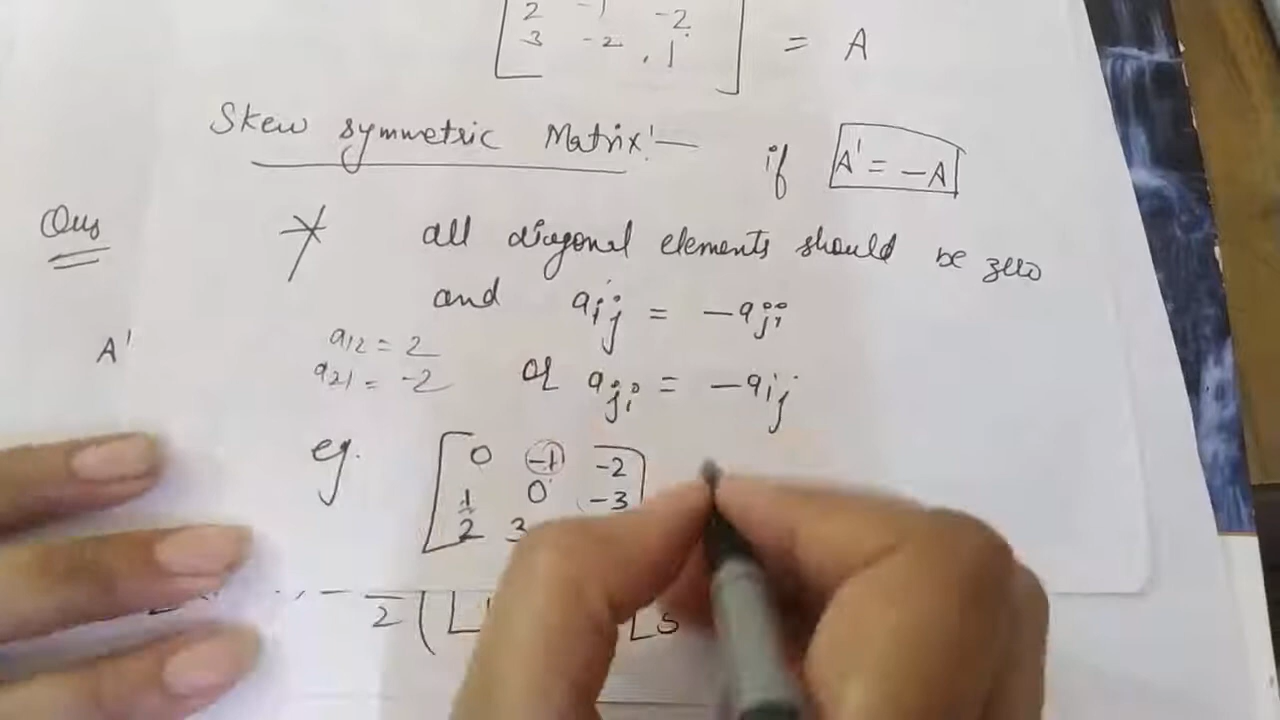 2 -1 -2
3 -2 1
= A
Skew symmetric Matrix :—
if A' = -A
Ques
all diagonal elements should be zero
and aij = -aji
a12 = 2
a21 = -2
A'
or aji = -aij
eg.
0 -1 -2
1 0 -3
2 3
2